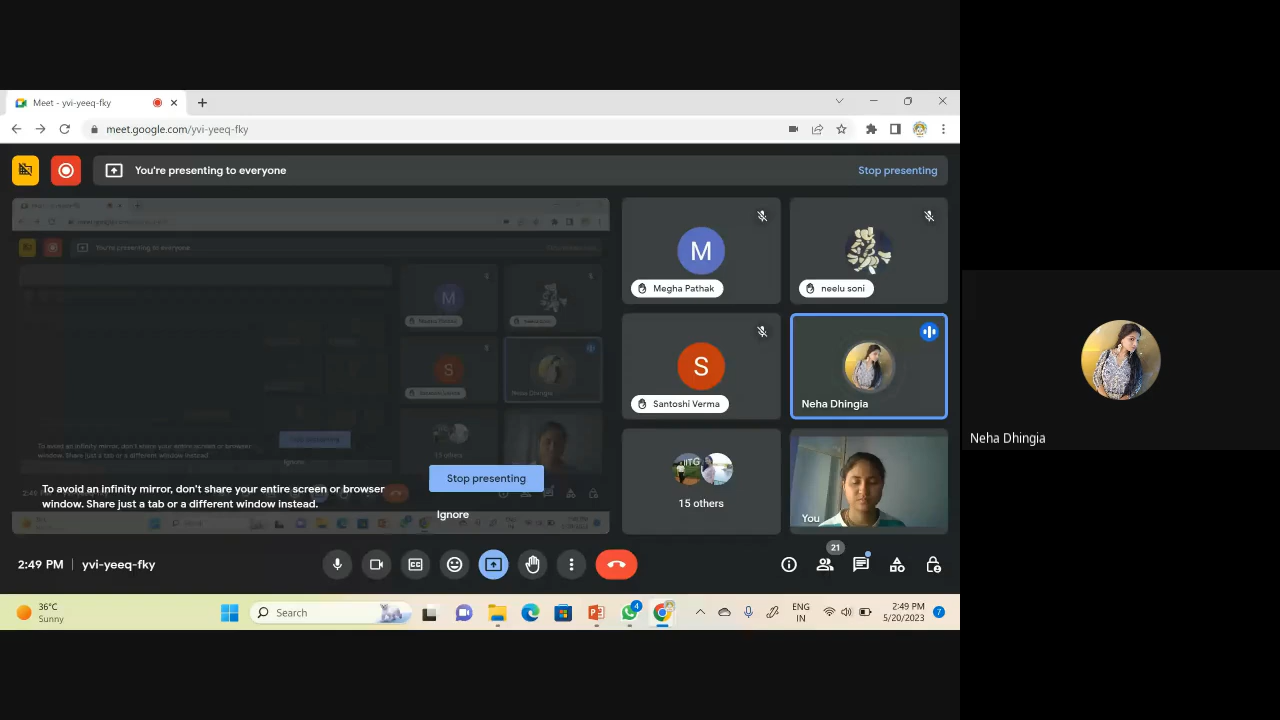 Meet - yvi-yeeq-fky
meet.google.com/yvi-yeeq-fky
You're presenting to everyone
Stop presenting
M
Megha Pathak
neelu soni
S
Santoshi Verma
Neha Dhingia
Neha Dhingia
To avoid an infinity mirror, don't share your entire screen or browser
window. Share just a tab or a different window instead.
Stop presenting
Ignore
15 others
You
2:49 PM | yvi-yeeq-fky
21
36°C
Sunny
Search
4
ENG
IN
2:49 PM
5/20/2023
7